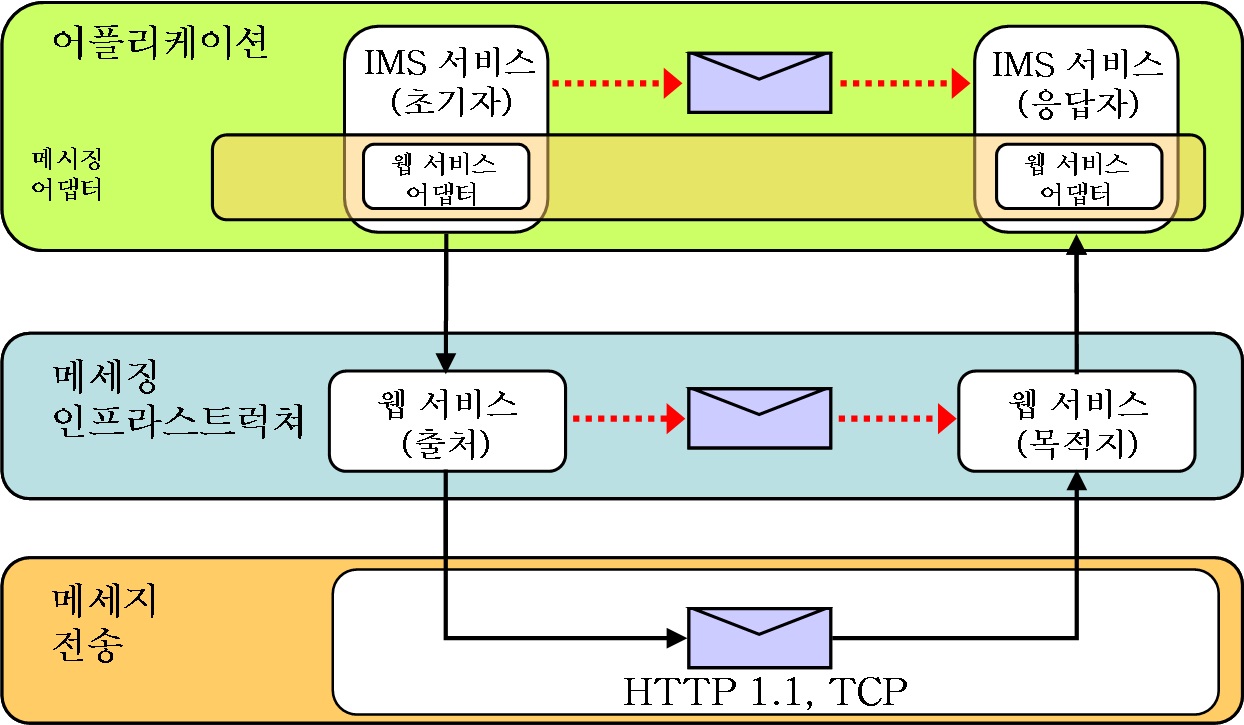 어플리케이션
IMS 서비스
(초기자)
IMS 서비스
(응답자)
메시징
어댑터
웹 서비스
어댑터
웹 서비스
어댑터
메세징
인프라스트럭쳐
웹 서비스
(출처)
웹 서비스
(목적지)
메세지
전송
HTTP 1.1, TCP